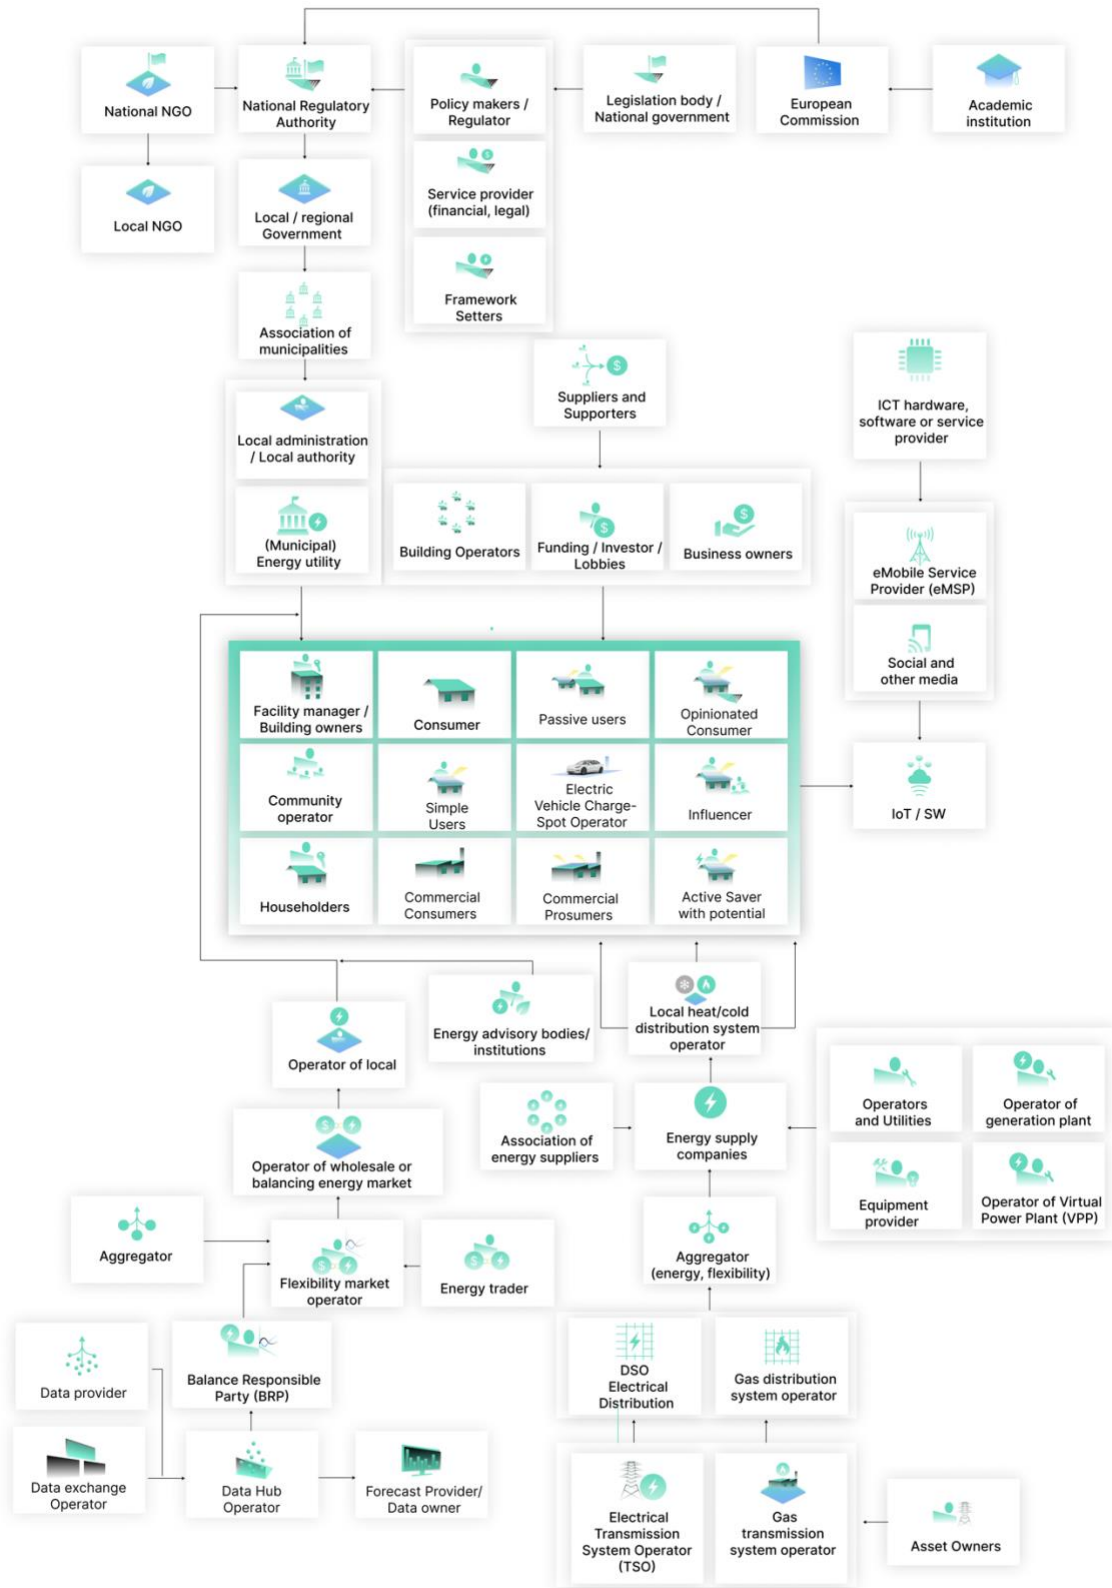 National NGO
National Regulatory
Authority
Policy makers /
Regulator
Legislation body /
National government
European
Commission
Academic
institution
Local NGO
Local / regional
Government
Service provider
(financial, legal)
Framework
Setters
Association of
municipalities
Suppliers and
Supporters
ICT hardware,
software or service
provider
Local administration
/ Local authority
(Municipal)
Energy utility
Building Operators
Funding / Investor /
Lobbies
Business owners
eMobile Service
Provider (eMSP)
Social and
other media
Facility manager /
Building owners
Consumer
Passive users
Opinionated
Consumer
Community
operator
Simple
Users
Electric
Vehicle Charge-
Spot Operator
Influencer
IoT / SW
Householders
Commercial
Consumers
Commercial
Prosumers
Active Saver
with potential
Operator of local
Energy advisory bodies/
institutions
Local heat/cold
distribution system
operator
Operators
and Utilities
Operator of
generation plant
Operator of wholesale or
balancing energy market
Association of
energy suppliers
Energy supply
companies
Equipment
provider
Operator of Virtual
Power Plant (VPP)
Aggregator
Flexibility market
operator
Energy trader
Aggregator
(energy, flexibility)
Data provider
Balance Responsible
Party (BRP)
DSO
Electrical
Distribution
Gas distribution
system operator
Data exchange
Operator
Data Hub
Operator
Forecast Provider/
Data owner
Electrical
Transmission
System Operator
(TSO)
Gas
transmission
system operator
Asset Owners